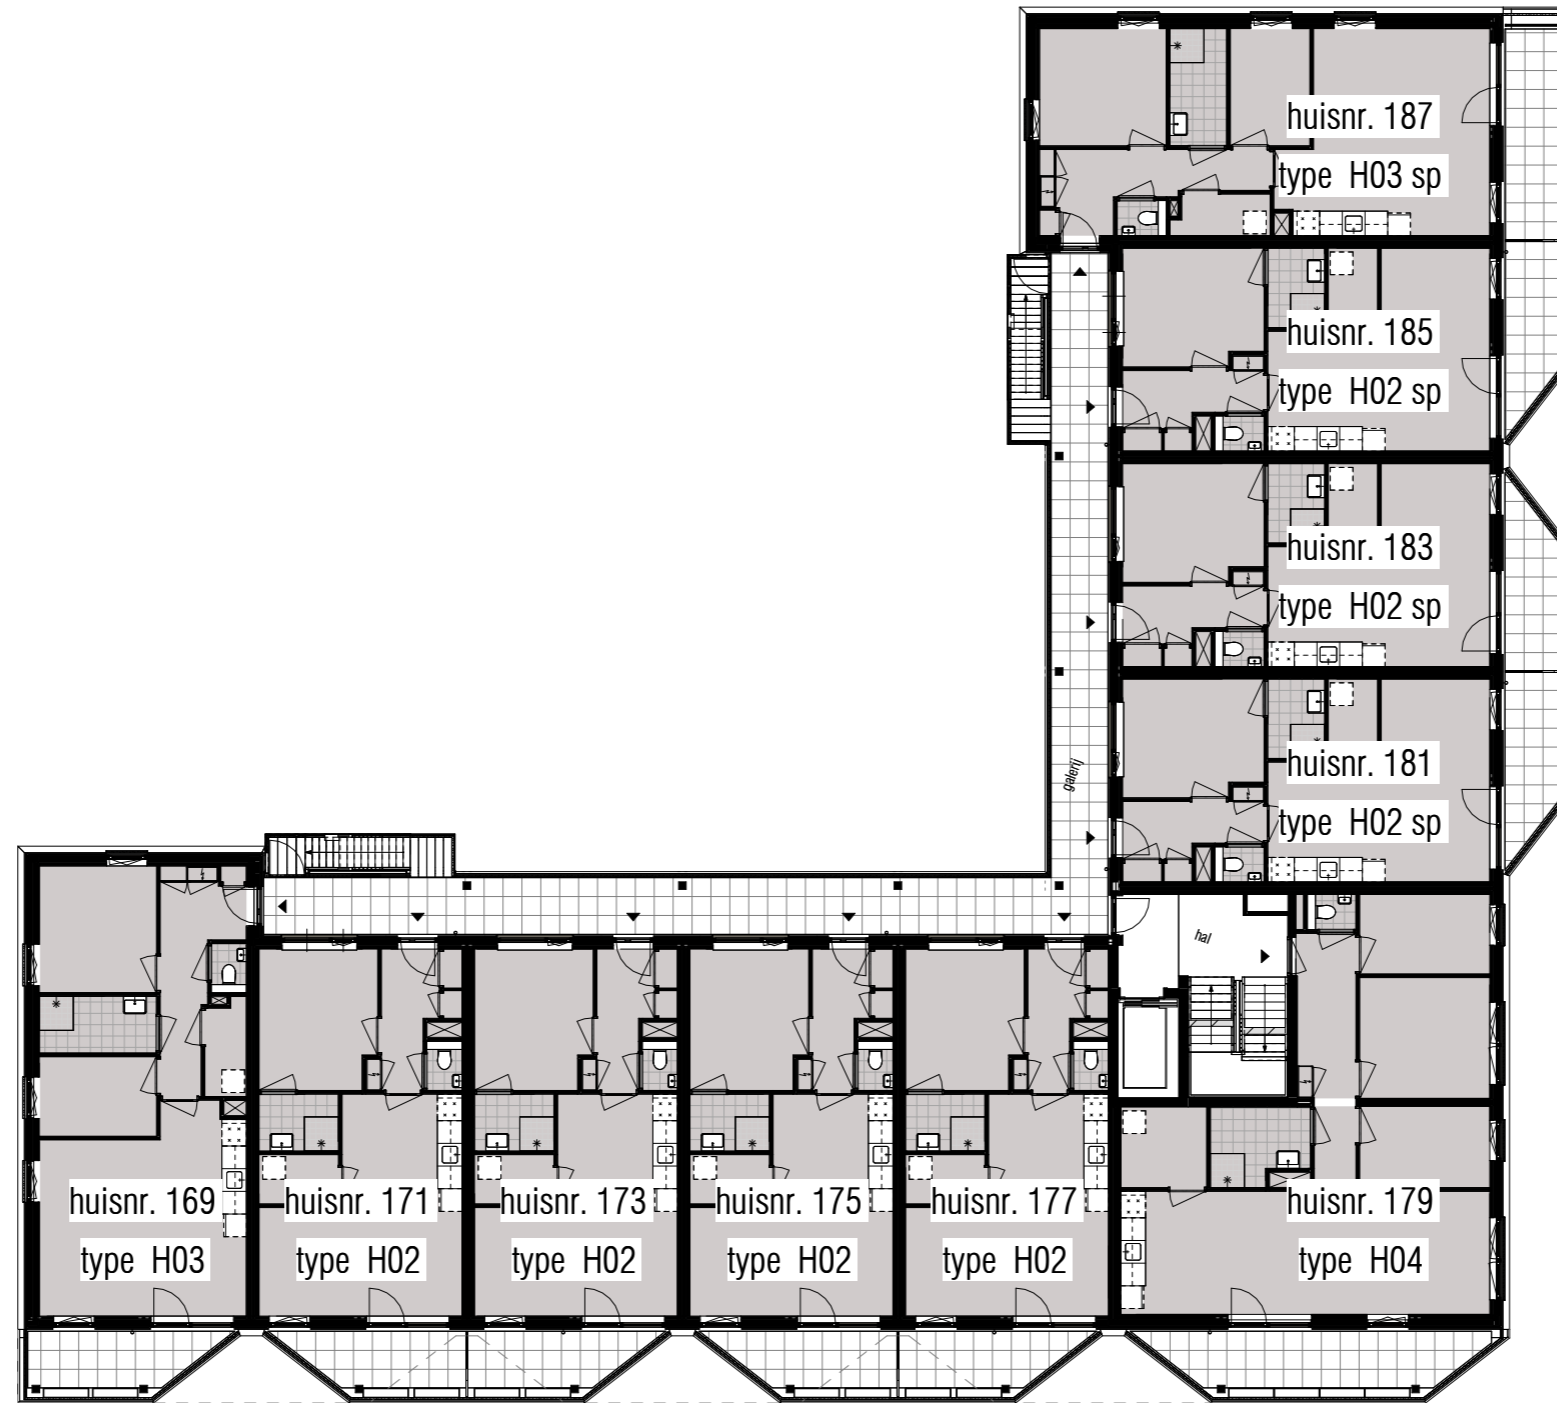 huisnr. 187
type H03 sp
huisnr. 185
type H02 sp
huisnr. 183
type H02 sp
huisnr. 181
type H02 sp
galerij
hal
huisnr. 169
type H03
huisnr. 171
type H02
huisnr. 173
type H02
huisnr. 175
type H02
huisnr. 177
type H02
huisnr. 179
type H04